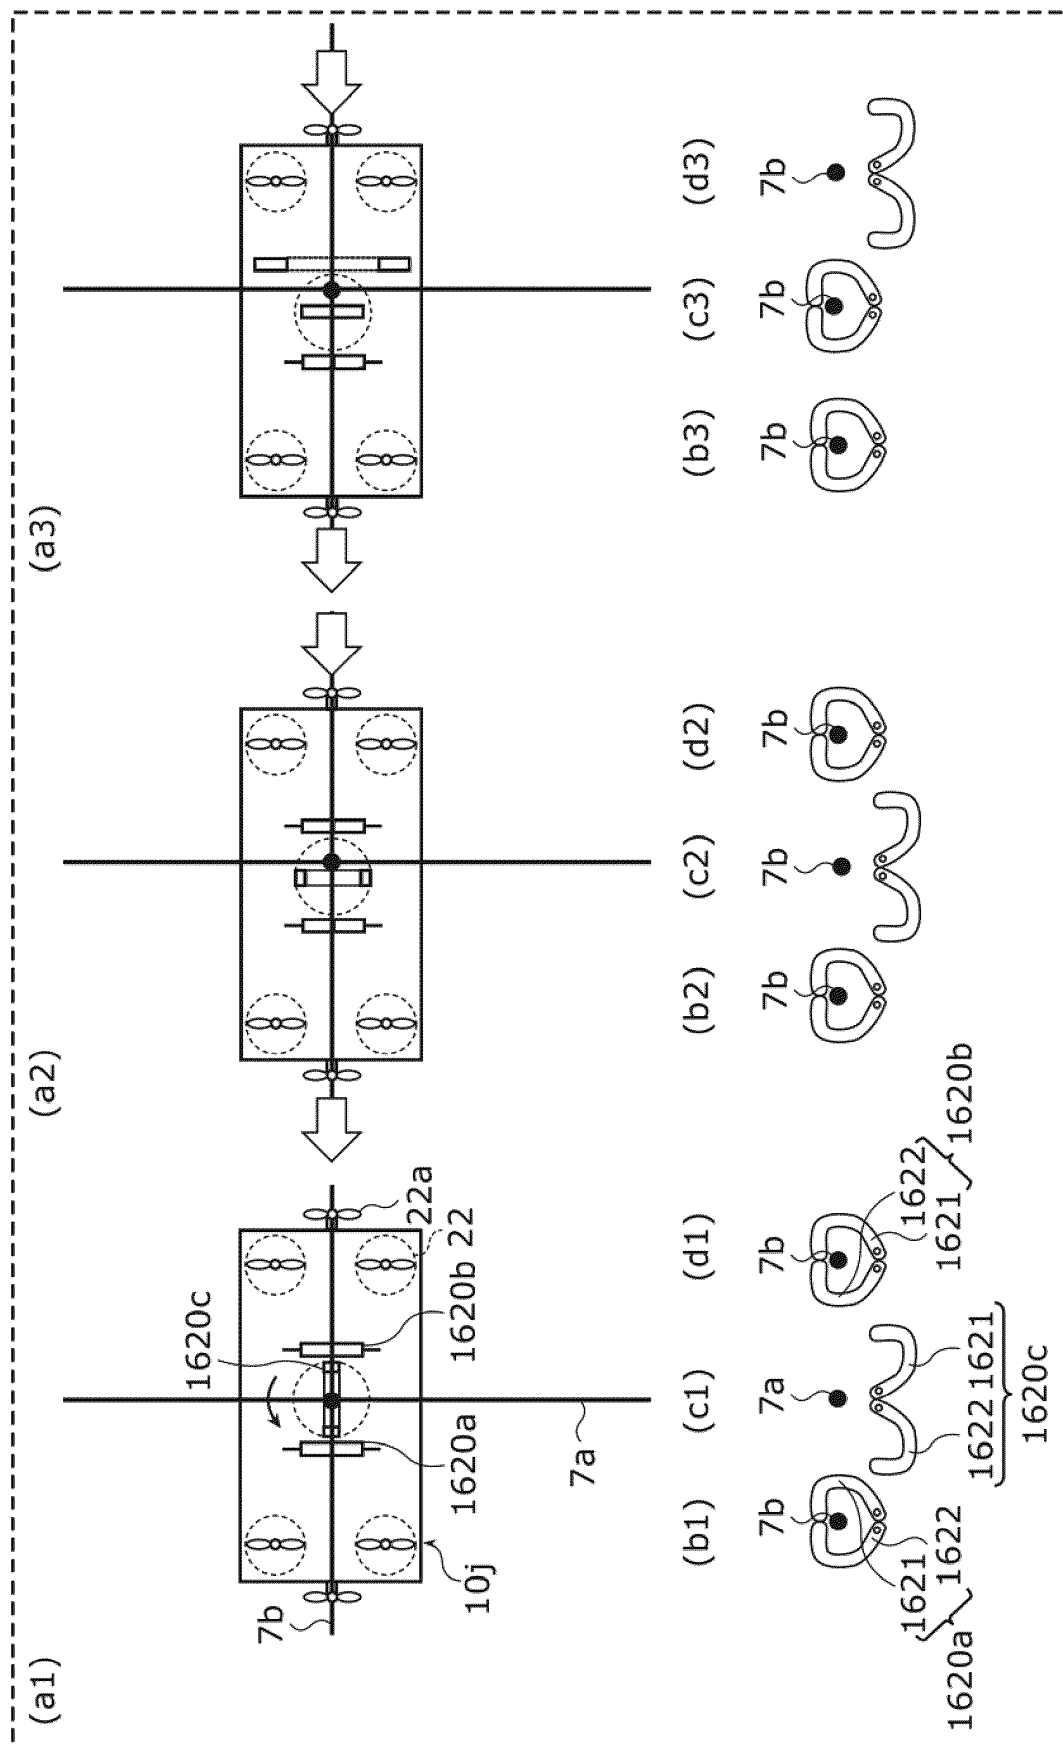 (a1)
(a2)
(a3)
7b
10j
1620c
1620a
1620b
22
22a
7a
(b1)
(c1)
(d1)
7b
7a
7b
1621
1622
1620a
1622
1621
1620c
1621
1622
1620b
(b2)
(c2)
(d2)
7b
7b
7b
(b3)
(c3)
(d3)
7b
7b
7b